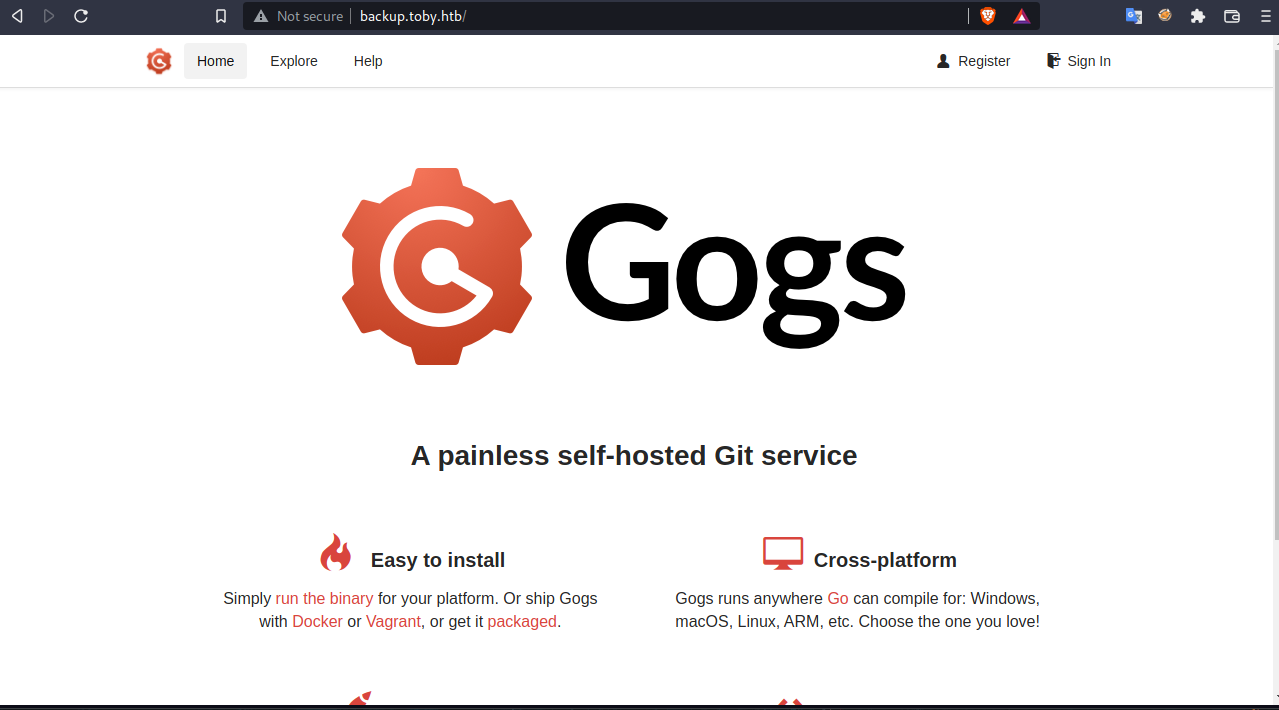 Not secure backup.toby.htb/
Home Explore Help Register Sign In
Gogs
A painless self-hosted Git service
Easy to install
Simply run the binary for your platform. Or ship Gogs
with Docker or Vagrant, or get it packaged.
Cross-platform
Gogs runs anywhere Go can compile for: Windows,
macOS, Linux, ARM, etc. Choose the one you love!